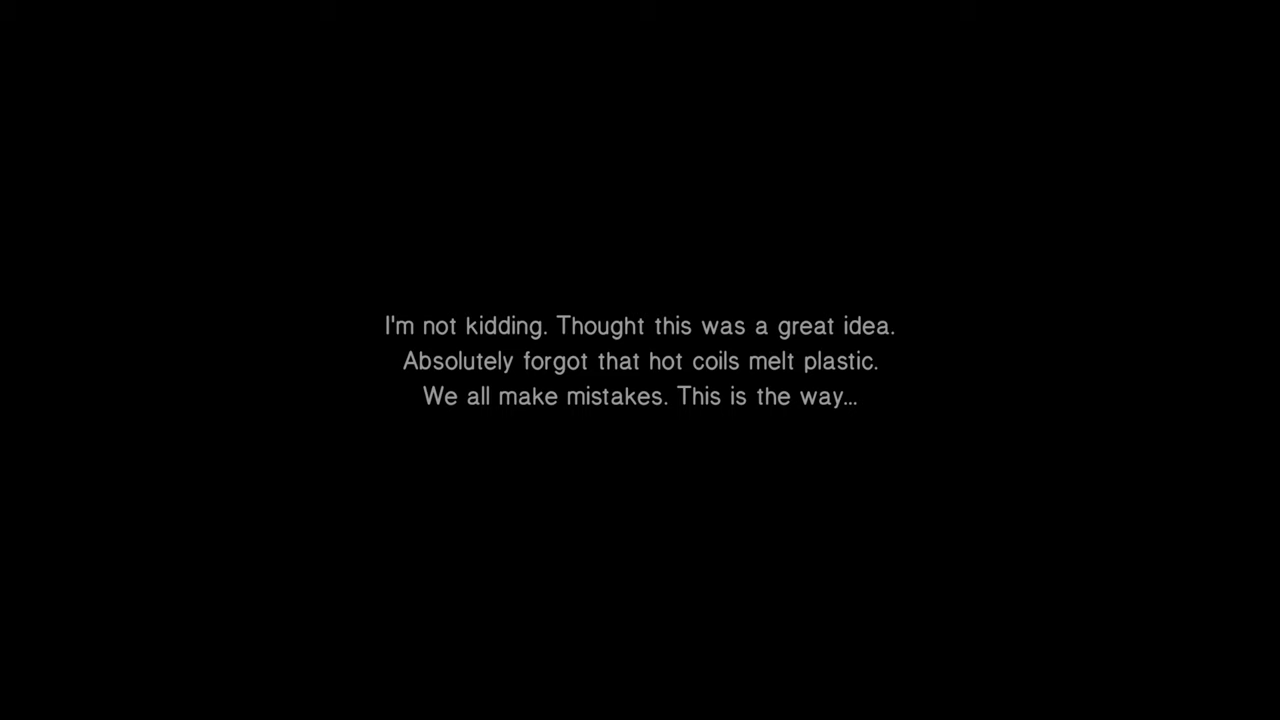 I'm not kidding. Thought this was a great idea.
Absolutely forgot that hot coils melt plastic.
We all make mistakes. This is the way...